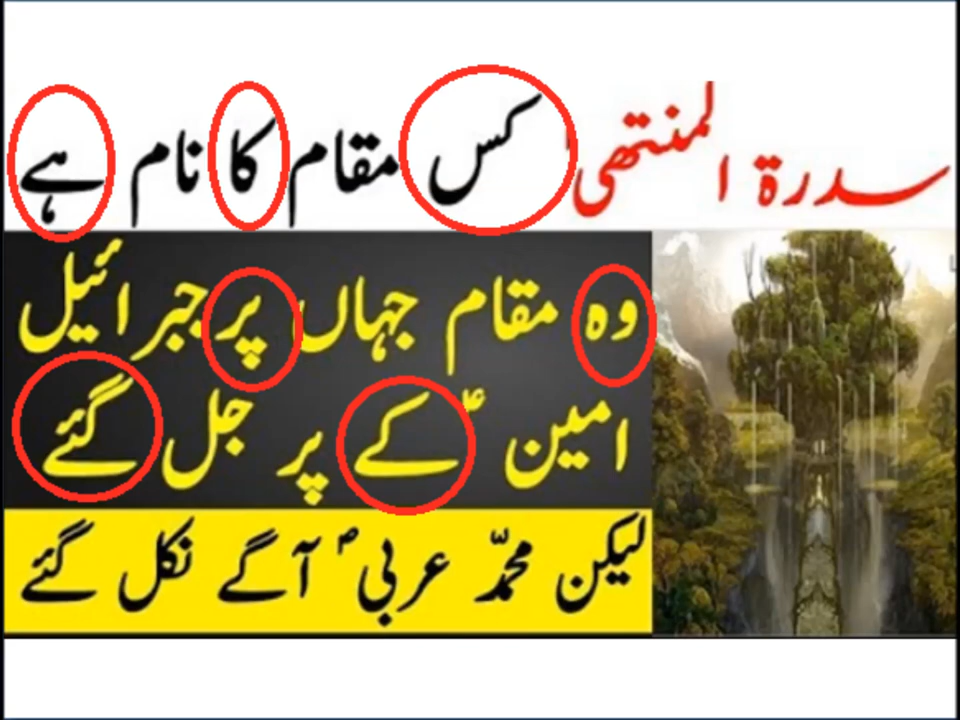 سدرۃ المنتھیٰ کس مقام کا نام ہے
وہ مقام جہاں پر جبرائیل
امینؑ کے پر جل گئے
لیکن محمّد عربیؐ آگے نکل گئے